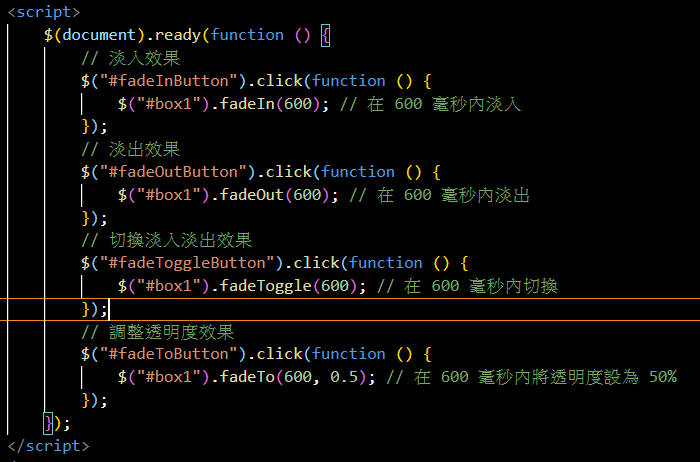 <script>
$(document).ready(function () {
// 淡入效果
$("#fadeInButton").click(function () {
$("#box1").fadeIn(600); // 在 600 毫秒內淡入
});
// 淡出效果
$("#fadeOutButton").click(function () {
$("#box1").fadeOut(600); // 在 600 毫秒內淡出
});
// 切換淡入淡出效果
$("#fadeToggleButton").click(function () {
$("#box1").fadeToggle(600); // 在 600 毫秒內切換
});
// 調整透明度效果
$("#fadeToButton").click(function () {
$("#box1").fadeTo(600, 0.5); // 在 600 毫秒內將透明度設為 50%
});
});
</script>